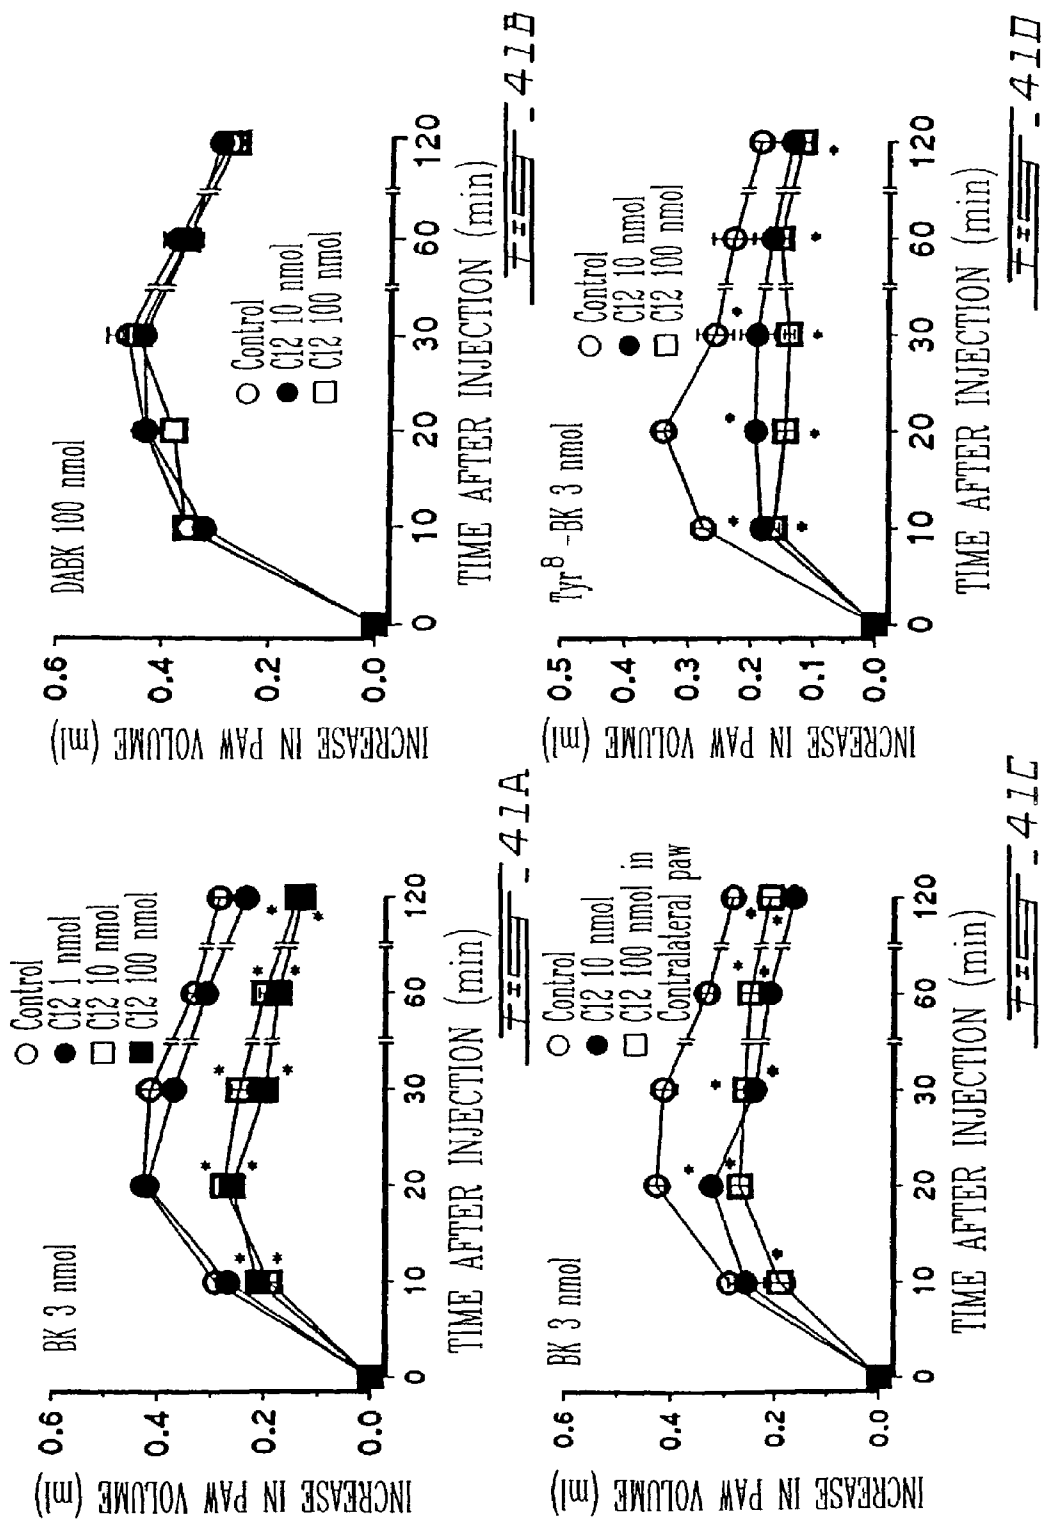 BK 3 nmol
Control
C12 1 nmol
C12 10 nmol
C12 100 nmol
INCREASE IN PAW VOLUME (ml)
0.6
0.4
0.2
0.0
0 10 20 30 60 120
* * * * * * * * * *
TIME AFTER INJECTION (min)
41A
DABK 100 nmol
Control
C12 10 nmol
C12 100 nmol
INCREASE IN PAW VOLUME (ml)
0.6
0.4
0.2
0.0
0 10 20 30 60 120
TIME AFTER INJECTION (min)
41B
BK 3 nmol
Control
C12 10 nmol
C12 100 nmol in
Contralateral paw
INCREASE IN PAW VOLUME (ml)
0.6
0.4
0.2
0.0
0 10 20 30 60 120
* * * * * * * * *
TIME AFTER INJECTION (min)
41C
Tyr⁸-BK 3 nmol
Control
C12 10 nmol
C12 100 nmol
INCREASE IN PAW VOLUME (ml)
0.5
0.4
0.3
0.2
0.1
0.0
0 10 20 30 60 120
* * * * * * * *
TIME AFTER INJECTION (min)
41D